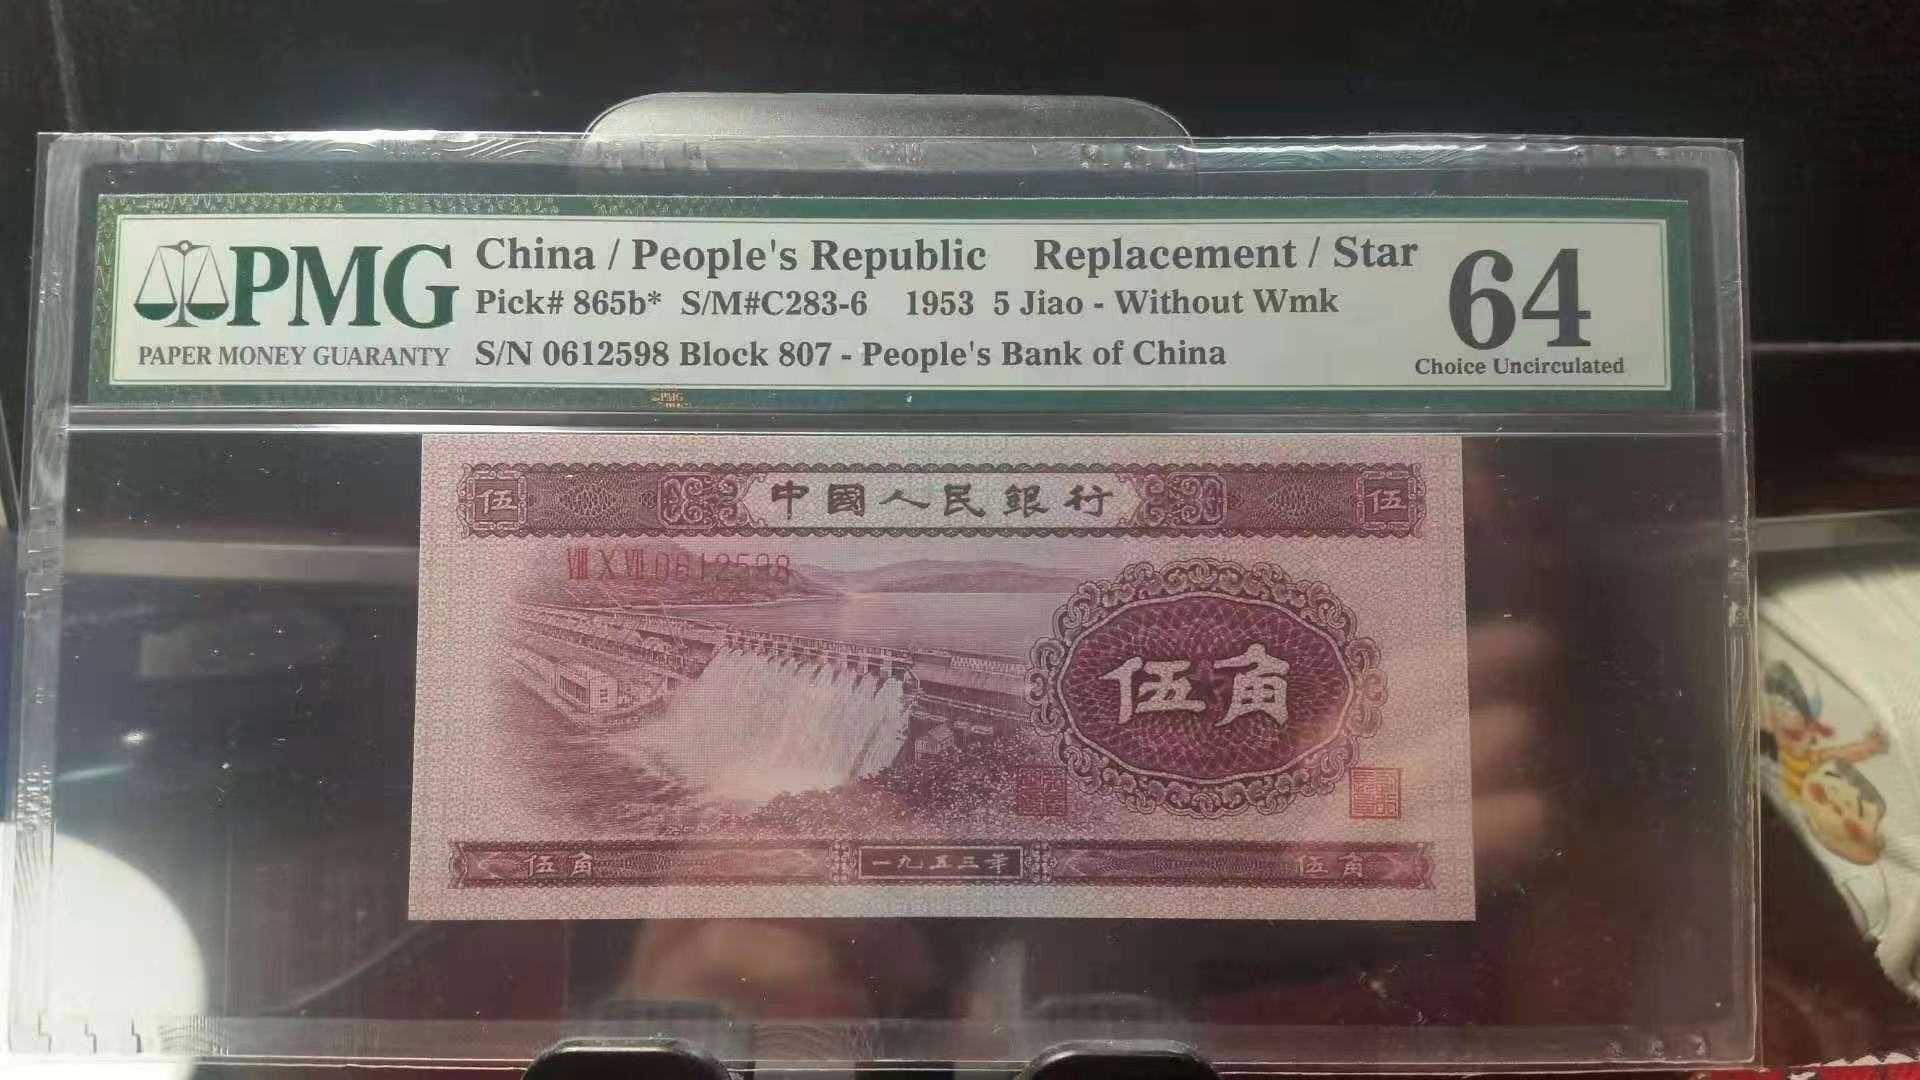 PMG
PAPER MONEY GUARANTY
China / People's Republic Replacement / Star
Pick# 865b* S/M#C283-6 1953 5 Jiao - Without Wmk
S/N 0612598 Block 807 - People's Bank of China
64
Choice Uncirculated
PMG
伍 中國人民銀行 伍
Ⅷ Ⅹ Ⅶ 0612598
伍角
伍角 一九五三年 伍角